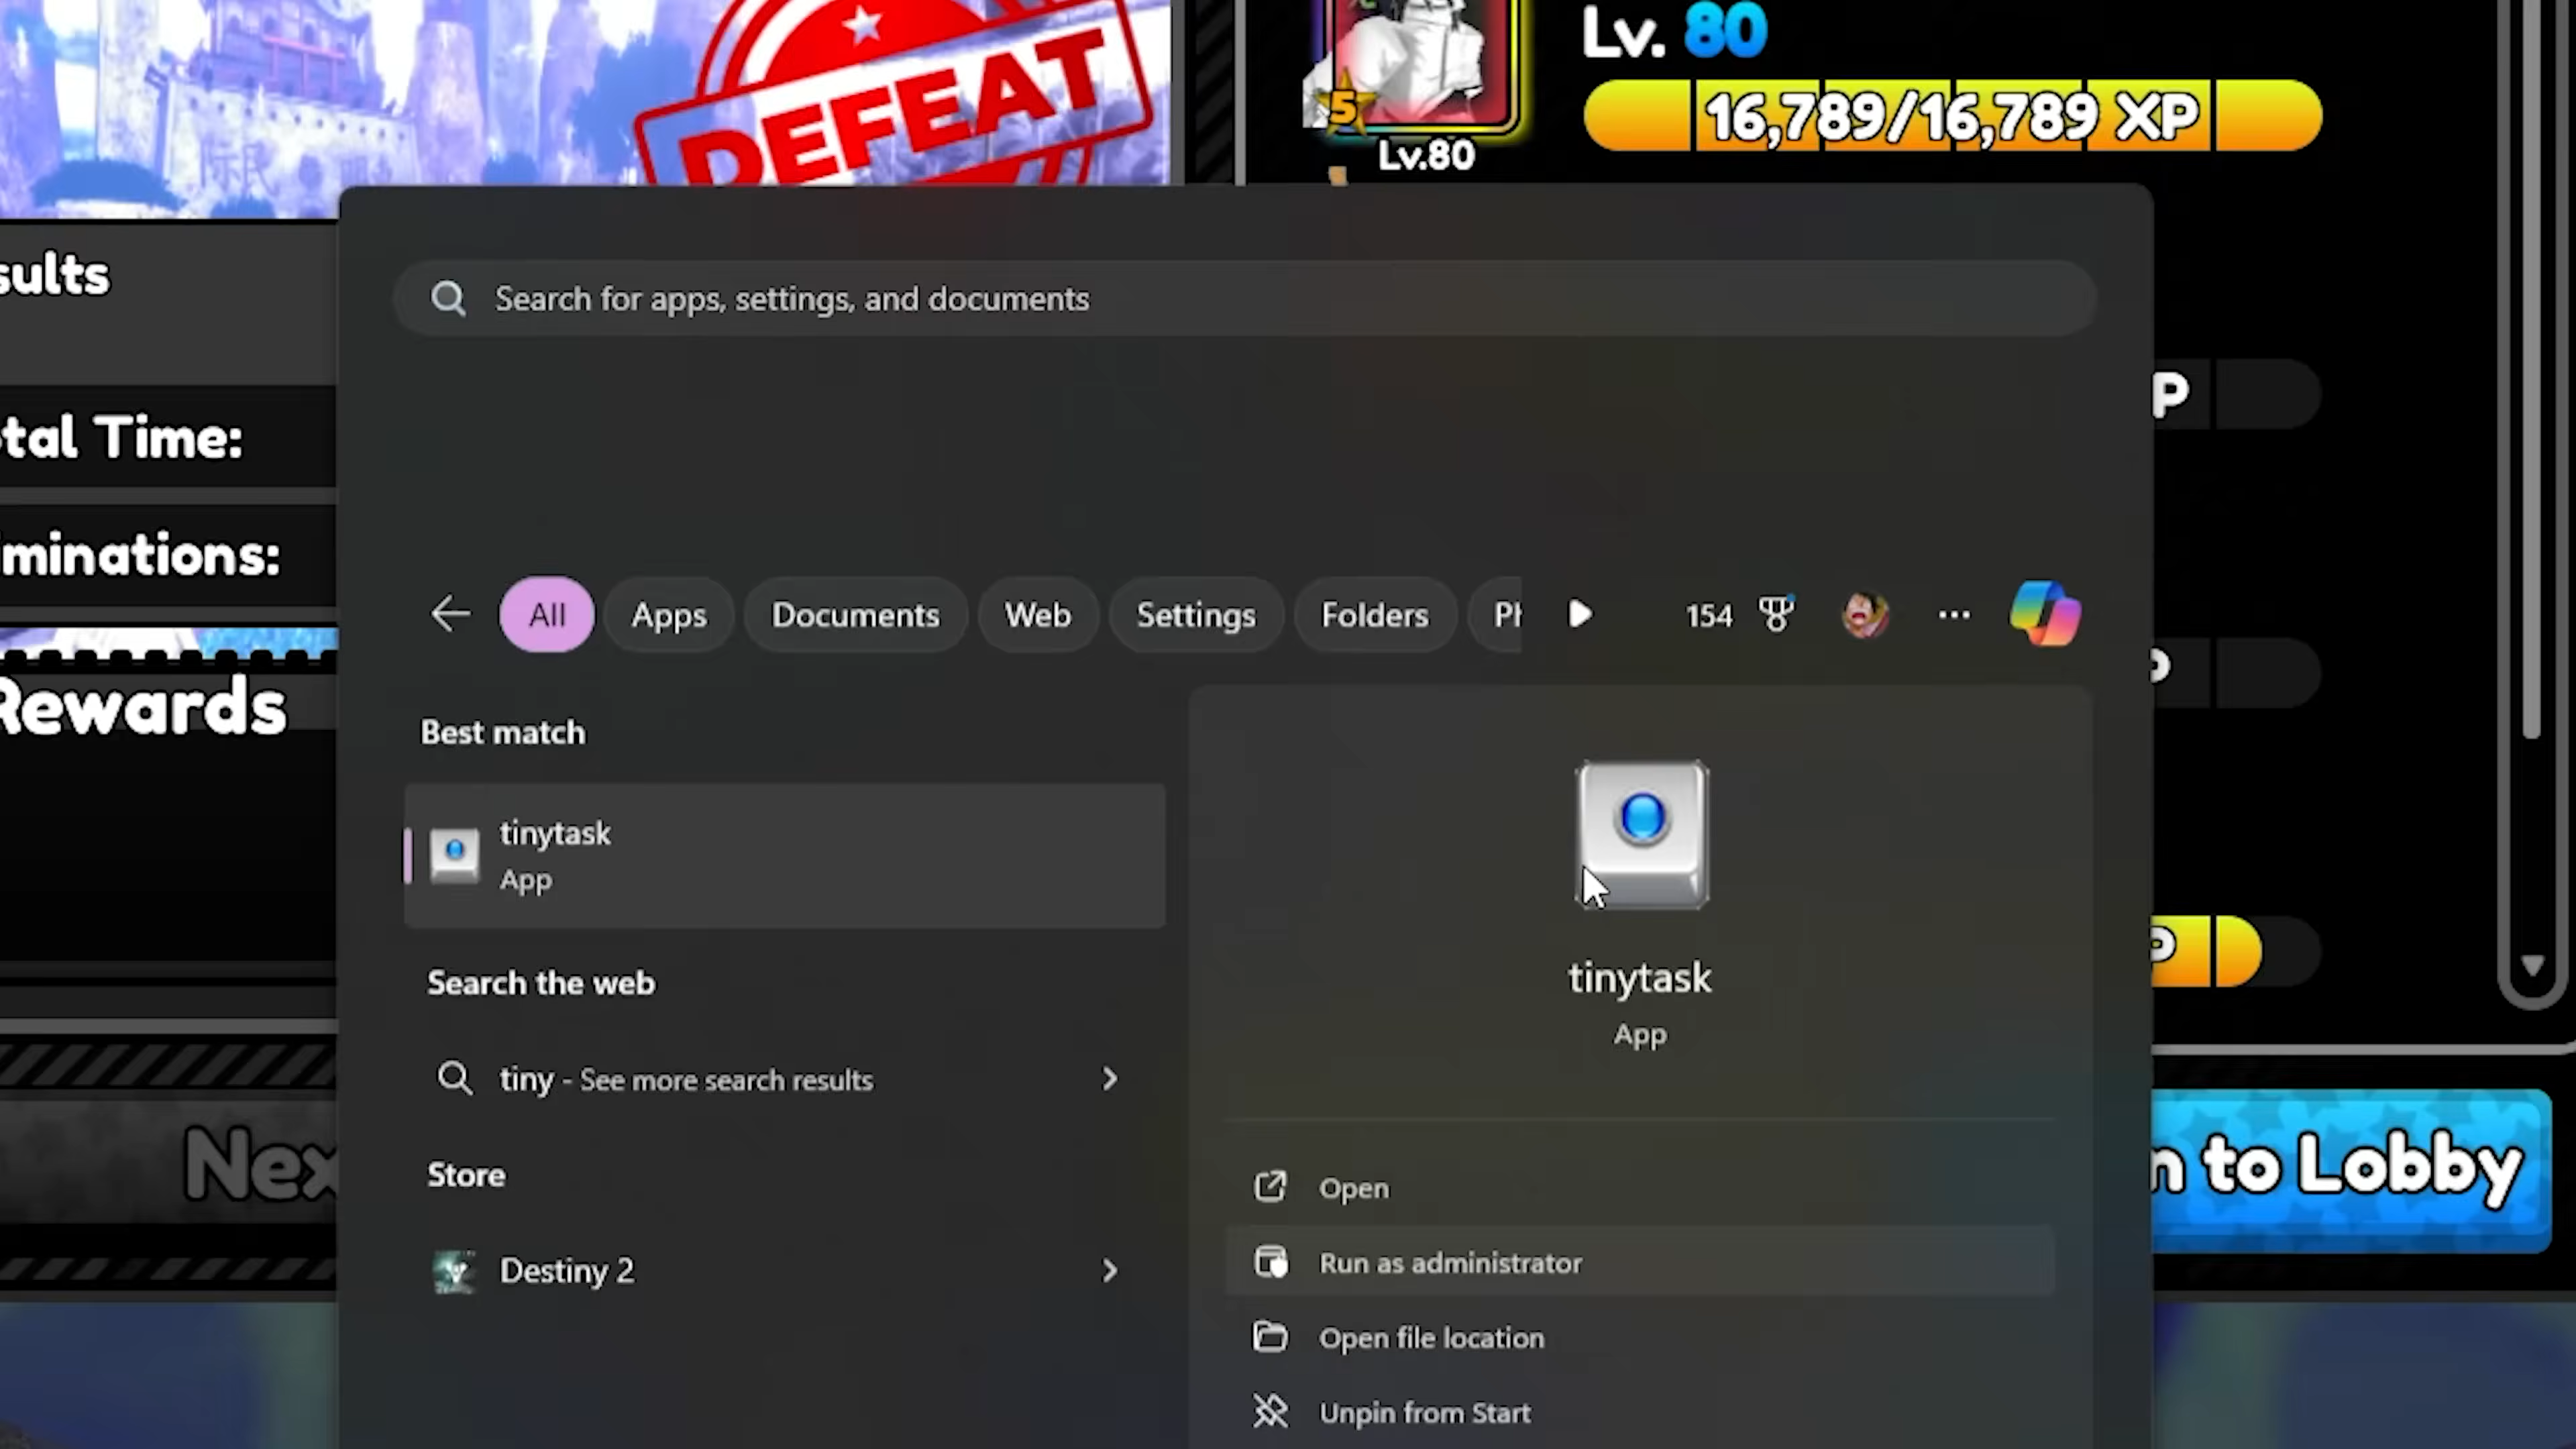 DEFEAT
Lv. 80
16,789/16,789 XP
5
Lv.80
sults
Search for apps, settings, and documents
otal Time:
P
iminations:
All
Apps
Documents
Web
Settings
Folders
Ph
154
Rewards
P
Best match
tinytask
App
tinytask
App
P
Search the web
tiny - See more search results
Nex
Store
Destiny 2
n to Lobby
Open
Run as administrator
Open file location
Unpin from Start